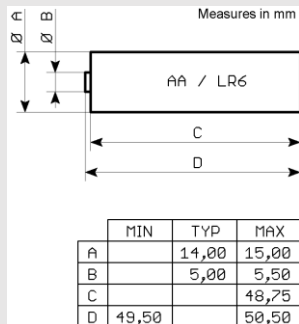 Measures in mm
Ø A
Ø B
AA / LR6
C
D
MIN TYP MAX
A 14,00 15,00
B 5,00 5,50
C 48,75
D 49,50 50,50